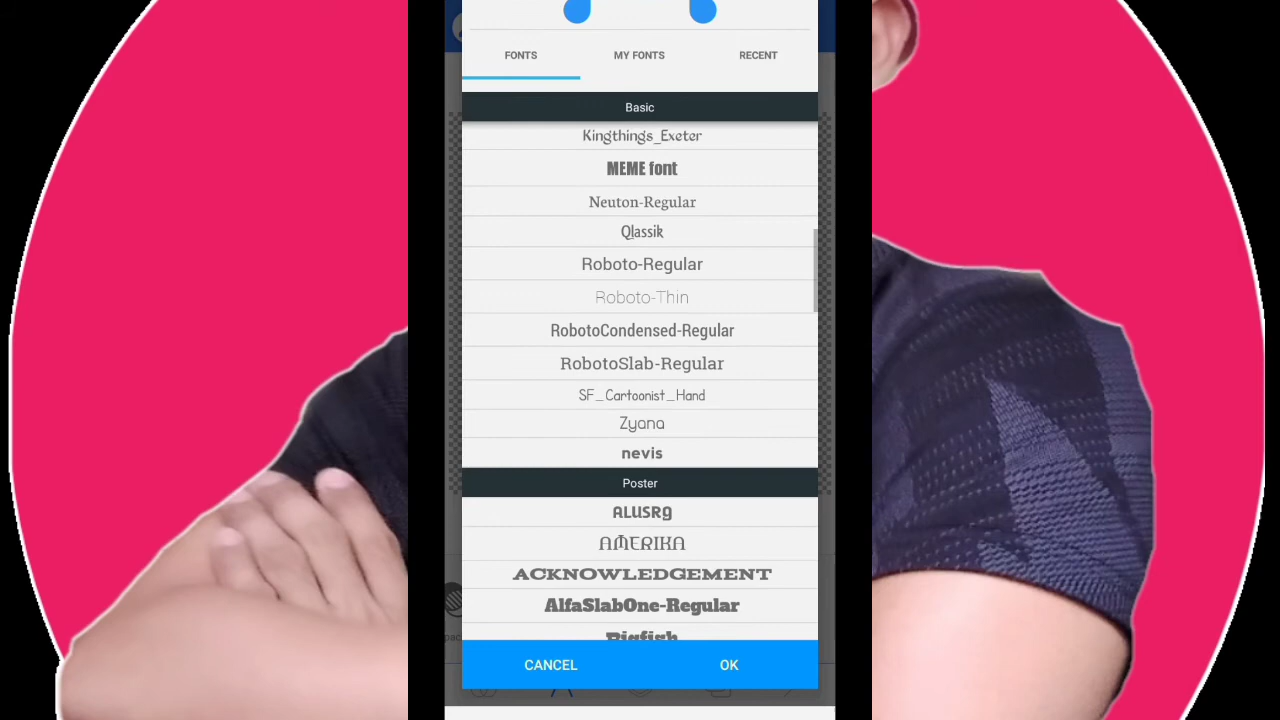 FONTS MY FONTS RECENT
Basic
Kingthings_Exeter
MEME font
Neuton-Regular
Qlassik
Roboto-Regular
Roboto-Thin
RobotoCondensed-Regular
RobotoSlab-Regular
SF_Cartoonist_Hand
Zyana
nevis
Poster
ALUSRg
AMERIKA
ACKNOWLEDGEMENT
AlfaSlabOne-Regular
Bigfish
CANCEL OK